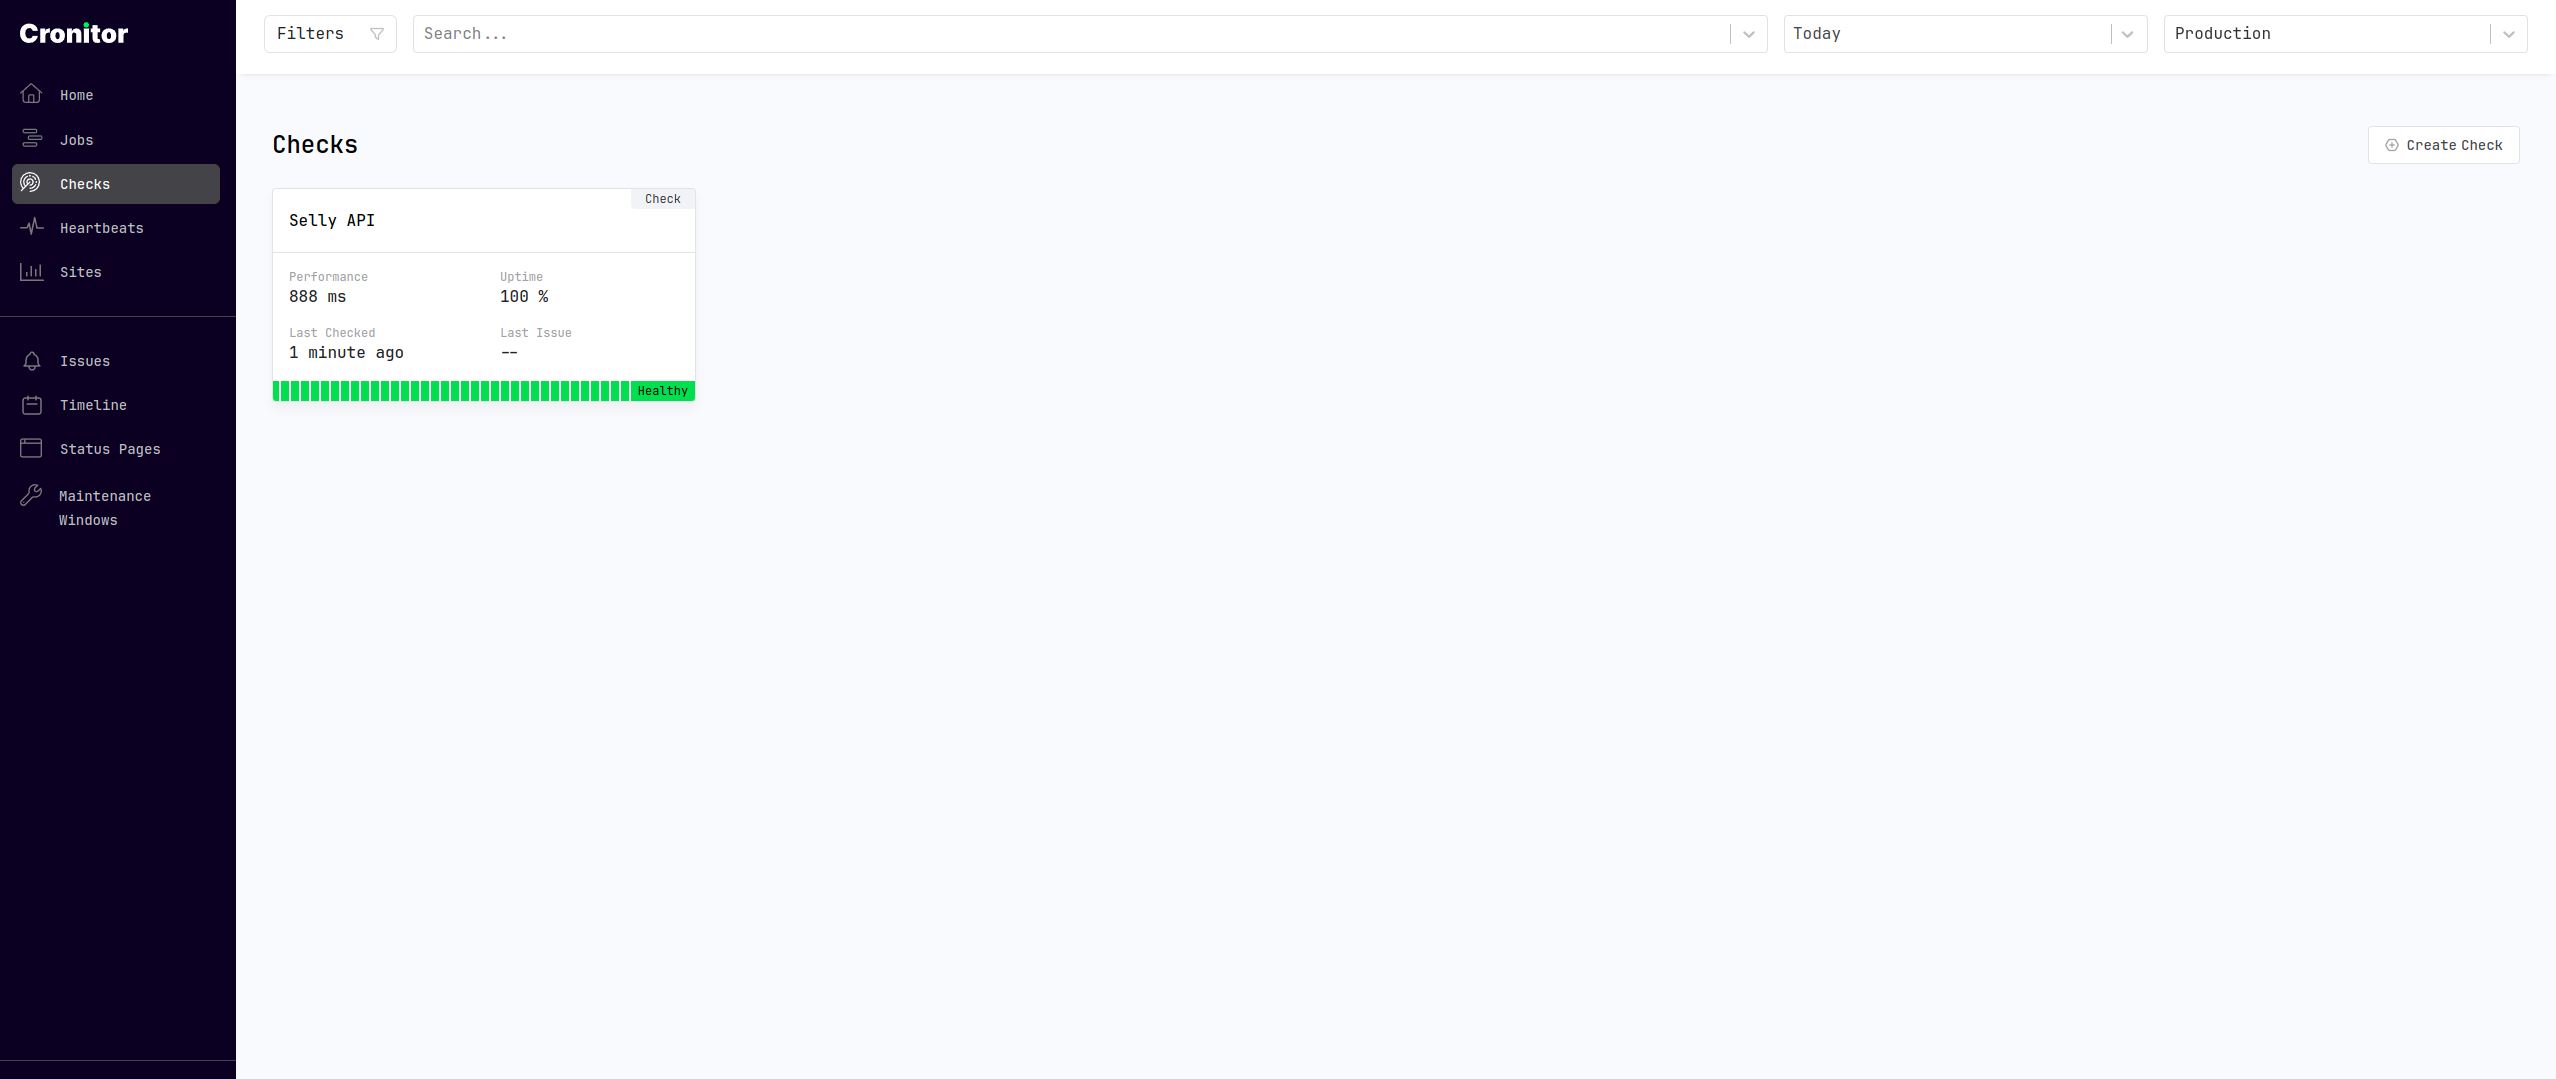 Cronitor
Home
Jobs
Checks
Heartbeats
Sites
Issues
Timeline
Status Pages
Maintenance
Windows
Filters
Search...
Today
Production
Checks
Create Check
Check
Selly API
Performance
888 ms
Uptime
100 %
Last Checked
1 minute ago
Last Issue
--
Healthy